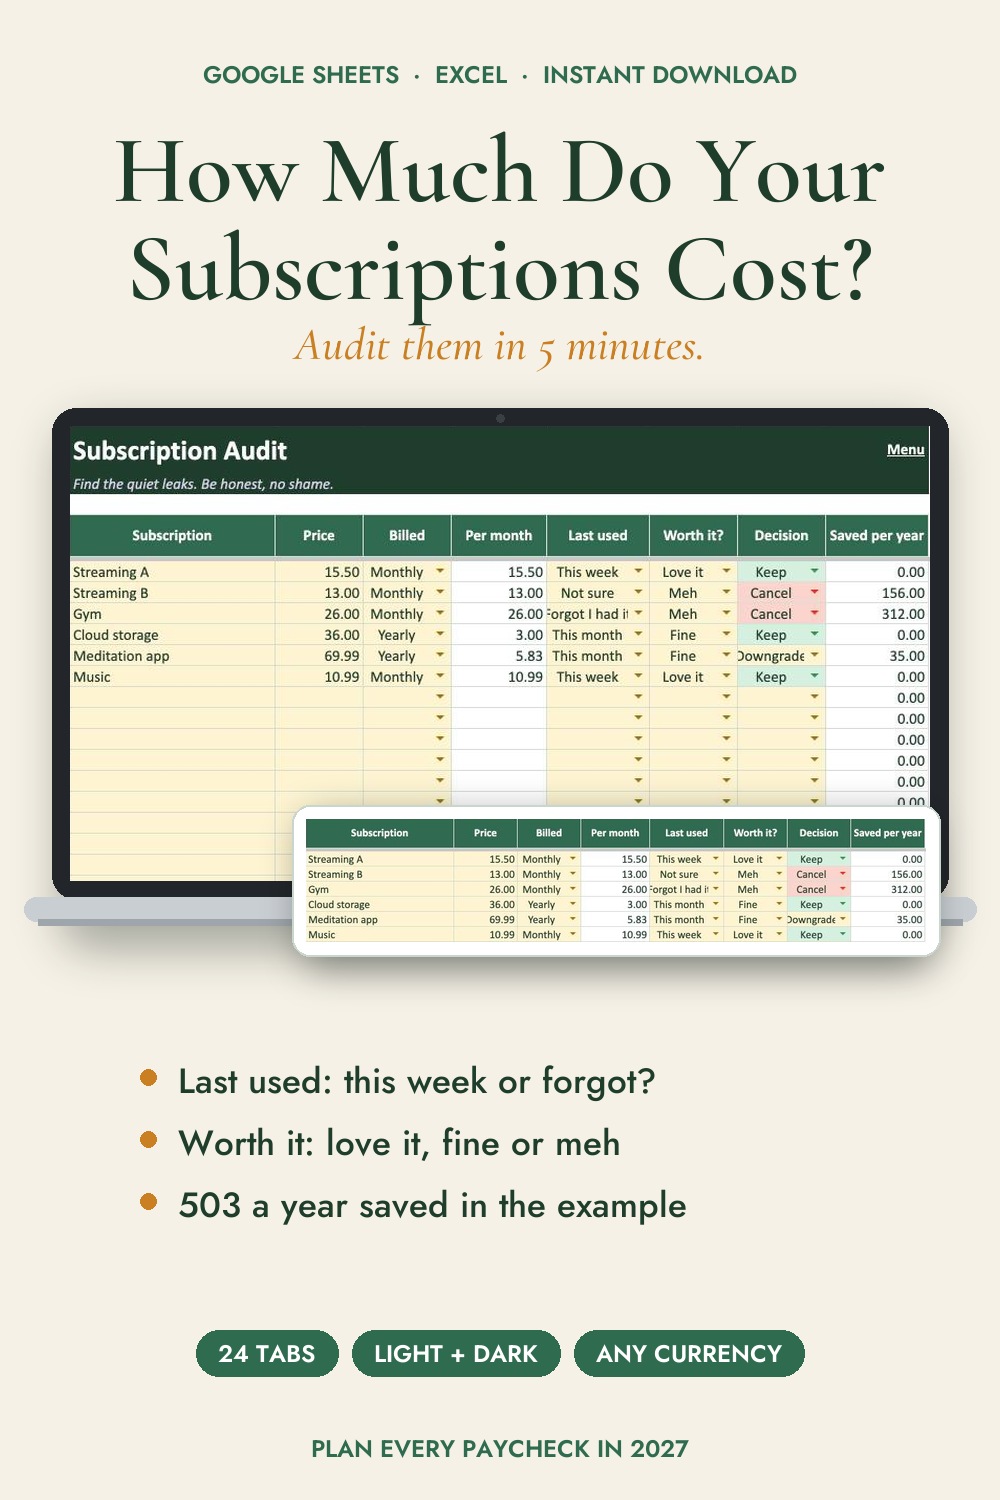 GOOGLE SHEETS · EXCEL · INSTANT DOWNLOAD
How Much Do Your
Subscriptions Cost?
Audit them in 5 minutes.
Subscription Audit
Menu
Find the quiet leaks. Be honest, no shame.
Subscription Price Billed Per month Last used Worth it? Decision Saved per year
Streaming A 15.50 Monthly 15.50 This week Love it Keep 0.00
Streaming B 13.00 Monthly 13.00 Not sure Meh Cancel 156.00
Gym 26.00 Monthly 26.00 Forgot I had it Meh Cancel 312.00
Cloud storage 36.00 Yearly 3.00 This month Fine Keep 0.00
Meditation app 69.99 Yearly 5.83 This month Fine Downgrade 35.00
Music 10.99 Monthly 10.99 This week Love it Keep 0.00
0.00
0.00
0.00
0.00
0.00
0.00
Subscription Price Billed Per month Last used Worth it? Decision Saved per year
Streaming A 15.50 Monthly 15.50 This week Love it Keep 0.00
Streaming B 13.00 Monthly 13.00 Not sure Meh Cancel 156.00
Gym 26.00 Monthly 26.00 Forgot I had it Meh Cancel 312.00
Cloud storage 36.00 Yearly 3.00 This month Fine Keep 0.00
Meditation app 69.99 Yearly 5.83 This month Fine Downgrade 35.00
Music 10.99 Monthly 10.99 This week Love it Keep 0.00
Last used: this week or forgot?
Worth it: love it, fine or meh
503 a year saved in the example
24 TABS LIGHT + DARK ANY CURRENCY
PLAN EVERY PAYCHECK IN 2027